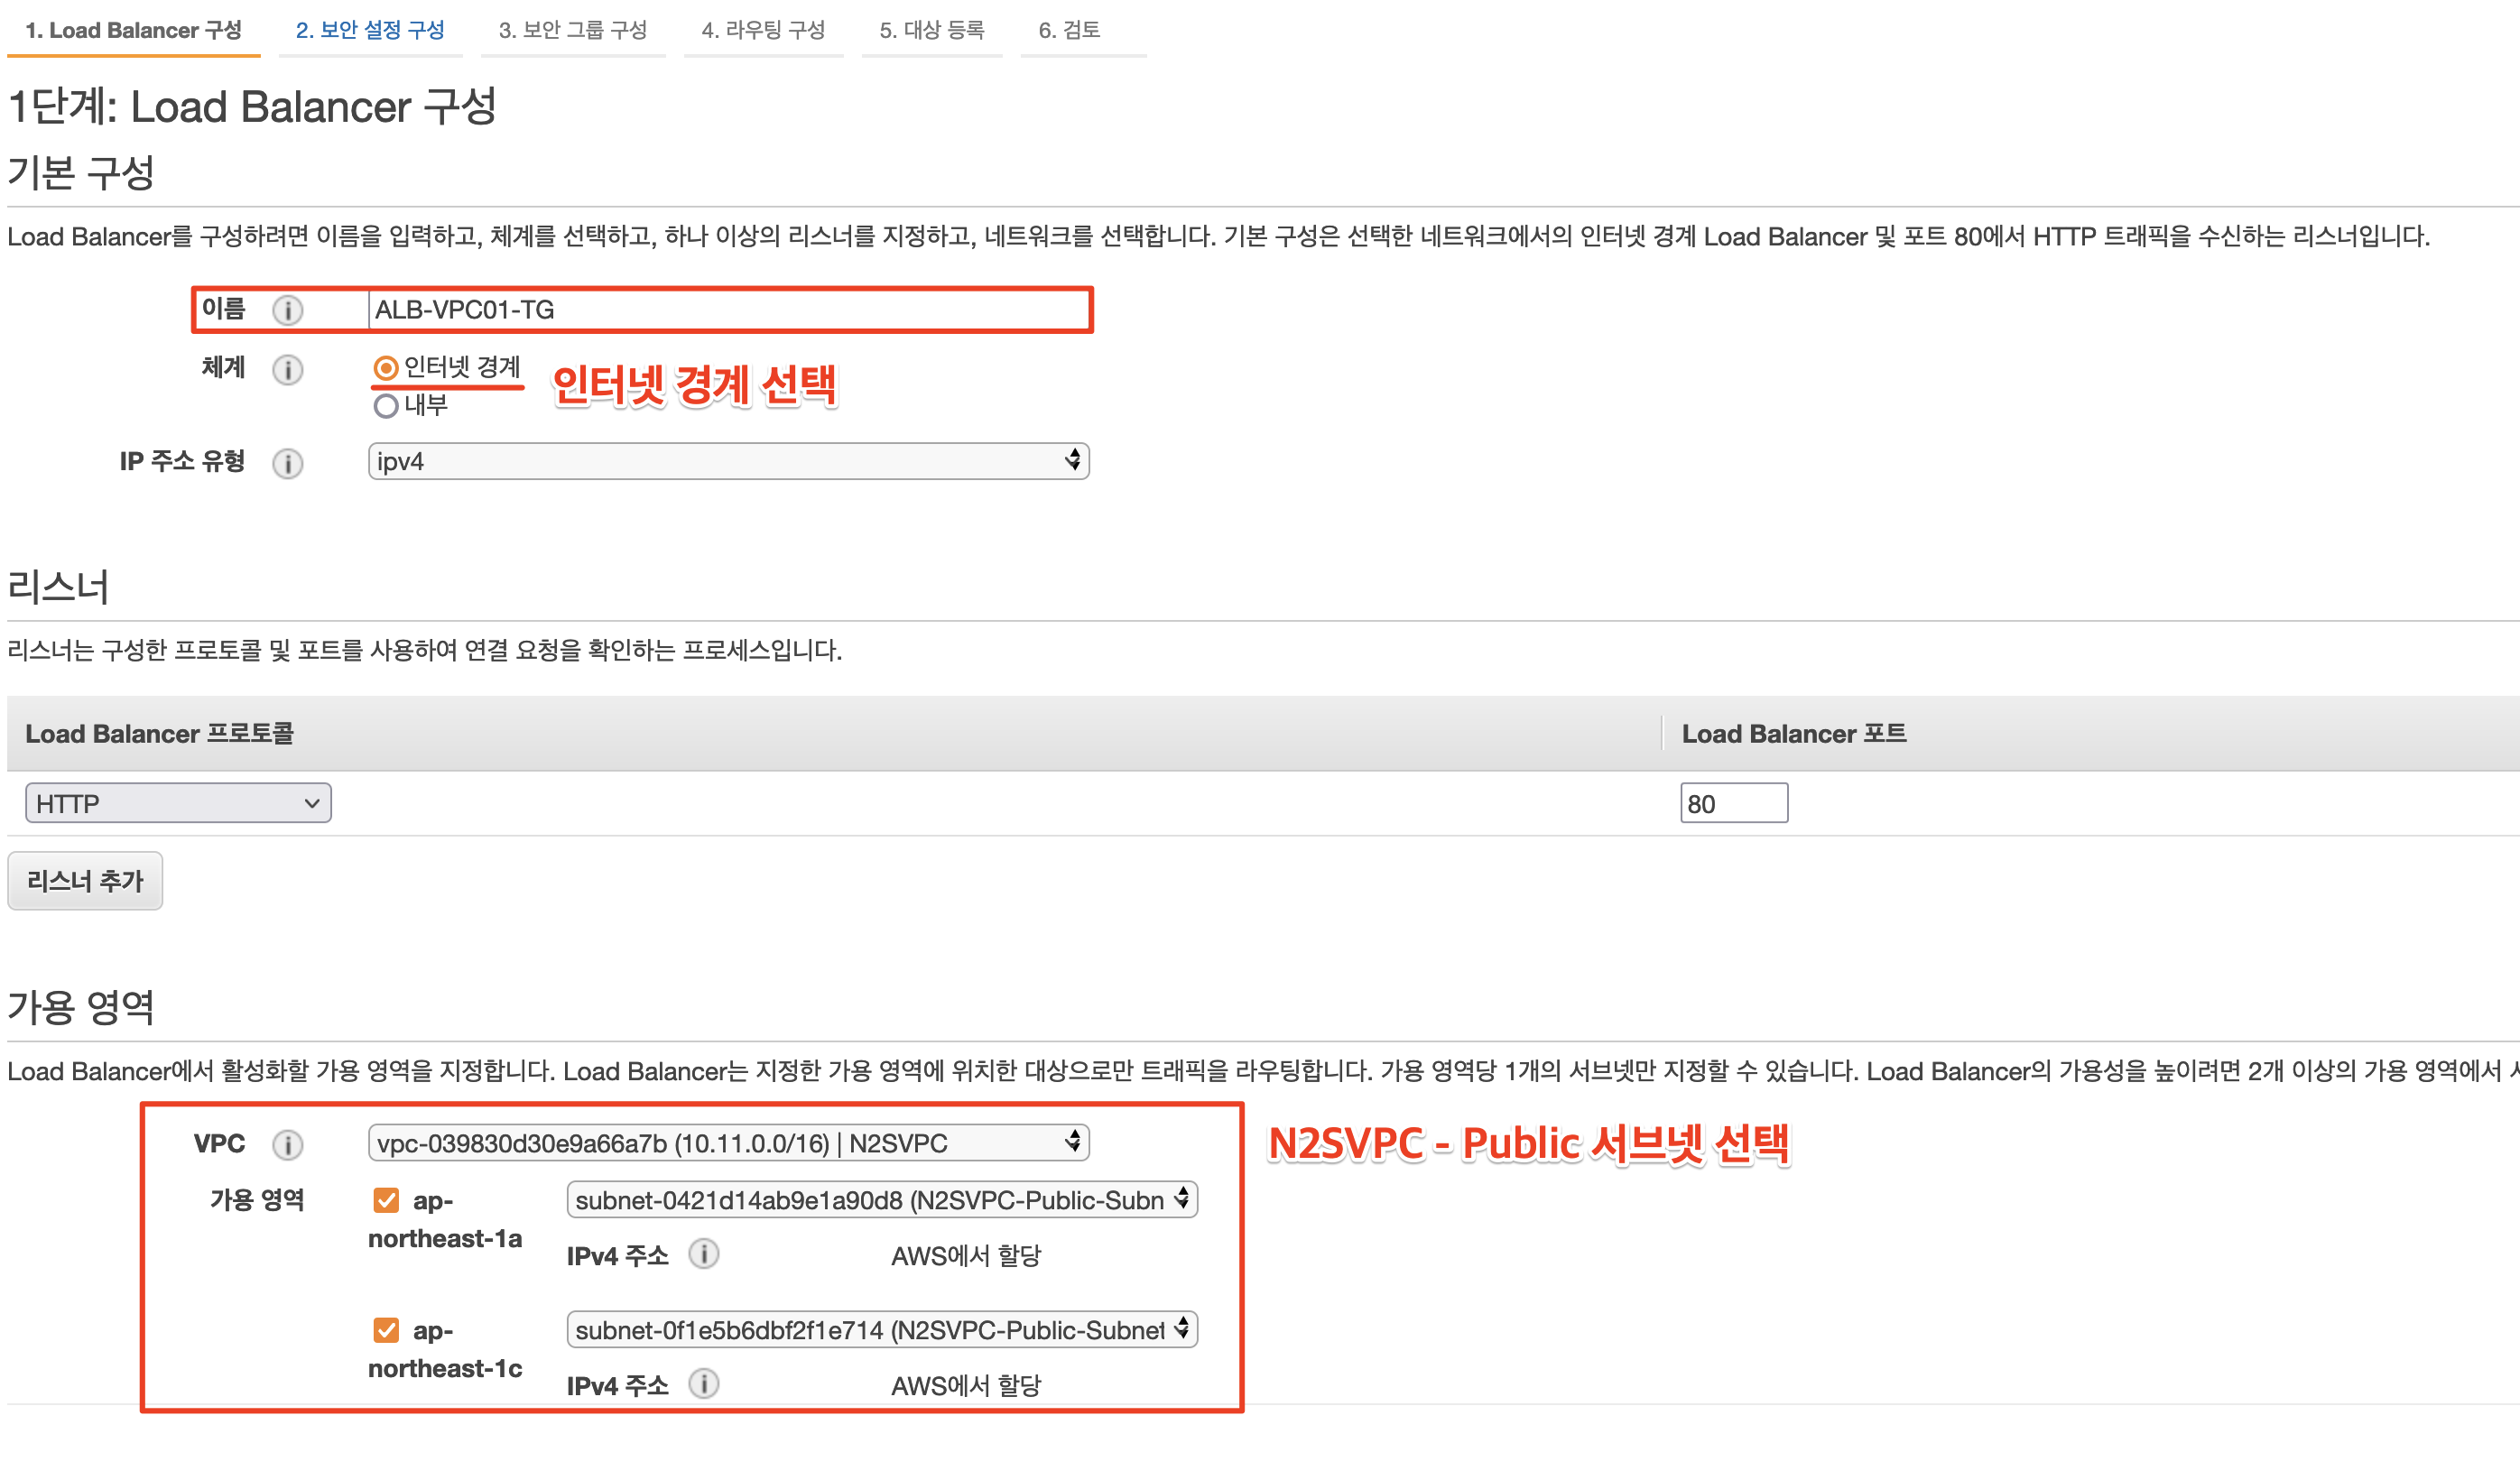 1. Load Balancer 구성
2. 보안 설정 구성
3. 보안 그룹 구성
4. 라우팅 구성
5. 대상 등록
6. 검토
1단계: Load Balancer 구성
기본 구성
Load Balancer를 구성하려면 이름을 입력하고, 체계를 선택하고, 하나 이상의 리스너를 지정하고, 네트워크를 선택합니다. 기본 구성은 선택한 네트워크에서의 인터넷 경계 Load Balancer 및 포트 80에서 HTTP 트래픽을 수신하는 리스너입니다.
이름 ALB-VPC01-TG
체계 인터넷 경계
인터넷 경계 선택
내부
IP 주소 유형 ipv4
리스너
리스너는 구성한 프로토콜 및 포트를 사용하여 연결 요청을 확인하는 프로세스입니다.
Load Balancer 프로토콜 Load Balancer 포트
HTTP 80
리스너 추가
가용 영역
Load Balancer에서 활성화할 가용 영역을 지정합니다. Load Balancer는 지정한 가용 영역에 위치한 대상으로만 트래픽을 라우팅합니다. 가용 영역당 1개의 서브넷만 지정할 수 있습니다. Load Balancer의 가용성을 높이려면 2개 이상의 가용 영역에서
VPC vpc-039830d30e9a66a7b (10.11.0.0/16) | N2SVPC
N2SVPC - Public 서브넷 선택
가용 영역 ap-northeast-1a subnet-0421d14ab9e1a90d8 (N2SVPC-Public-Subn
IPv4 주소 AWS에서 할당
ap-northeast-1c subnet-0f1e5b6dbf2f1e714 (N2SVPC-Public-Subnet
IPv4 주소 AWS에서 할당